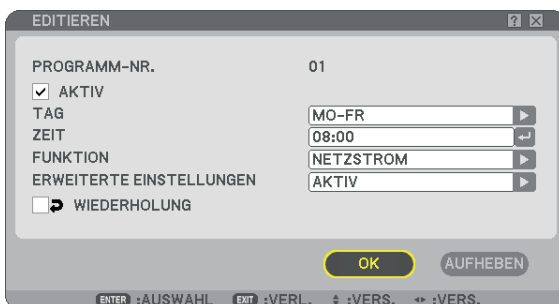 EDITIEREN
PROGRAMM-NR. 01
AKTIV
TAG MO-FR
ZEIT 08:00
FUNKTION NETZSTROM
ERWEITERTE EINSTELLUNGEN AKTIV
WIEDERHOLUNG
OK AUFHEBEN
ENTER :AUSWAHL EXIT :VERL. :VERS. :VERS.